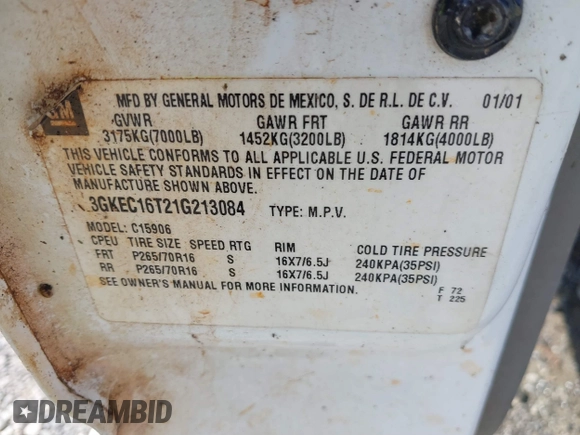 MFD BY GENERAL MOTORS DE MEXICO, S. DE R.L. DE C.V. 01/01
GVWR GAWR FRT GAWR RR
3175KG(7000LB) 1452KG(3200LB) 1814KG(4000LB)
THIS VEHICLE CONFORMS TO ALL APPLICABLE U.S. FEDERAL MOTOR
VEHICLE SAFETY STANDARDS IN EFFECT ON THE DATE OF
MANUFACTURE SHOWN ABOVE.
3GKEC16T21G213084 TYPE: M.P.V.
MODEL: C15906
CPEU TIRE SIZE SPEED RTG RIM COLD TIRE PRESSURE
FRT P265/70R16 S 16X7/6.5J 240KPA(35PSI)
RR P265/70R16 S 16X7/6.5J 240KPA(35PSI)
SEE OWNER'S MANUAL FOR MORE INFORMATION.
F 72
T 225
DREAMBID